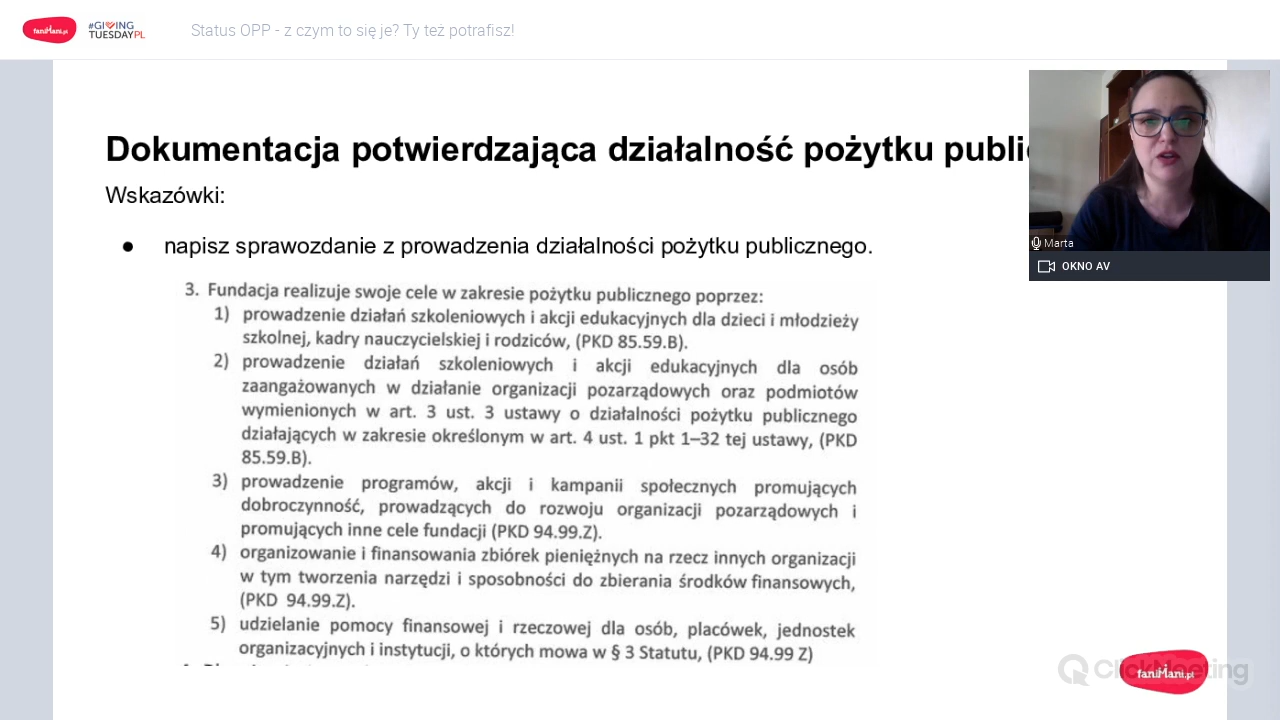 faniMani.pl
#GIVING
TUESDAYPL
Status OPP - z czym to się je? Ty też potrafisz!
Dokumentacja potwierdzająca działalność pożytku public
Wskazówki:
● napisz sprawozdanie z prowadzenia działalności pożytku publicznego.
3. Fundacja realizuje swoje cele w zakresie pożytku publicznego poprzez:
1) prowadzenie działań szkoleniowych i akcji edukacyjnych dla dzieci i młodzieży
szkolnej, kadry nauczycielskiej i rodziców, (PKD 85.59.B).
2) prowadzenie działań szkoleniowych i akcji edukacyjnych dla osób
zaangażowanych w działanie organizacji pozarządowych oraz podmiotów
wymienionych w art. 3 ust. 3 ustawy o działalności pożytku publicznego
działających w zakresie określonym w art. 4 ust. 1 pkt 1–32 tej ustawy, (PKD
85.59.B).
3) prowadzenie programów, akcji i kampanii społecznych promujących
dobroczynność, prowadzących do rozwoju organizacji pozarządowych i
promujących inne cele fundacji (PKD 94.99.Z).
4) organizowanie i finansowania zbiórek pieniężnych na rzecz innych organizacji
w tym tworzenia narzędzi i sposobności do zbierania środków finansowych,
(PKD 94.99.Z).
5) udzielanie pomocy finansowej i rzeczowej dla osób, placówek, jednostek
organizacyjnych i instytucji, o których mowa w § 3 Statutu, (PKD 94.99 Z)
Marta
OKNO AV
ClickMeeting
faniMani.pl